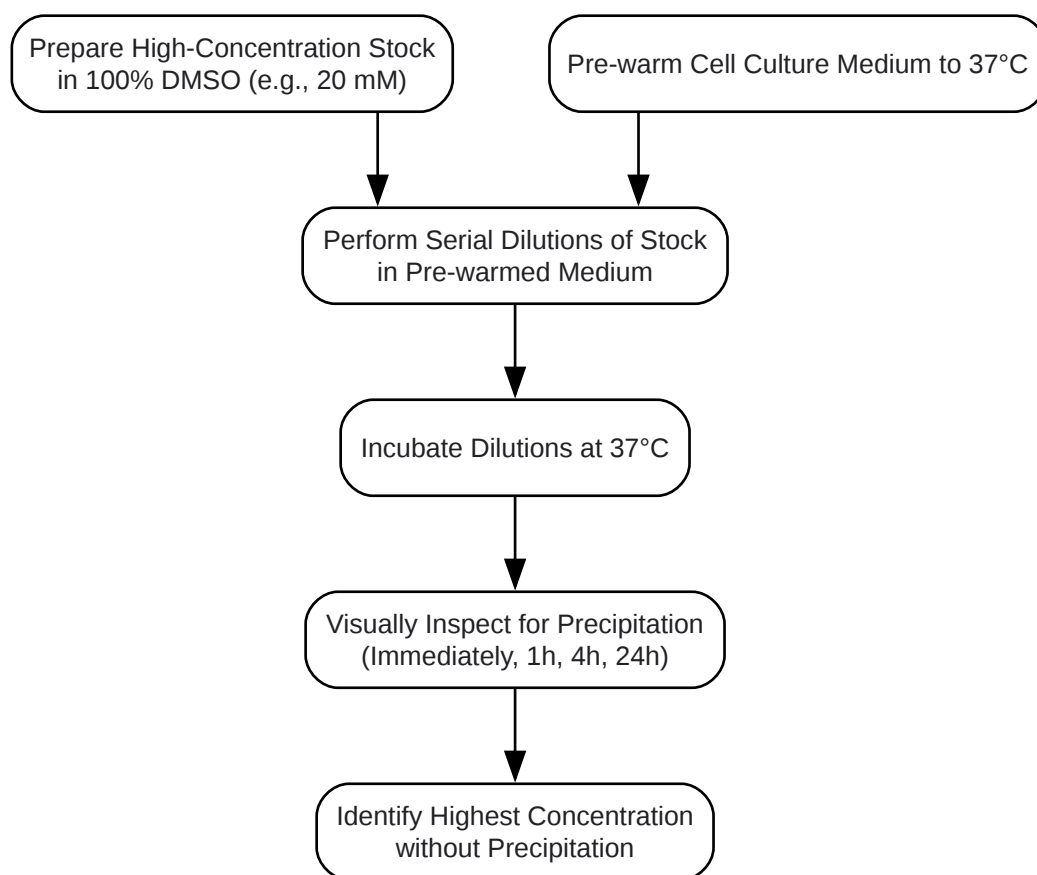 Prepare High-Concentration Stock
in 100% DMSO (e.g., 20 mM)
Pre-warm Cell Culture Medium to 37°C
Perform Serial Dilutions of Stock
in Pre-warmed Medium
Incubate Dilutions at 37°C
Visually Inspect for Precipitation
(Immediately, 1h, 4h, 24h)
Identify Highest Concentration
without Precipitation